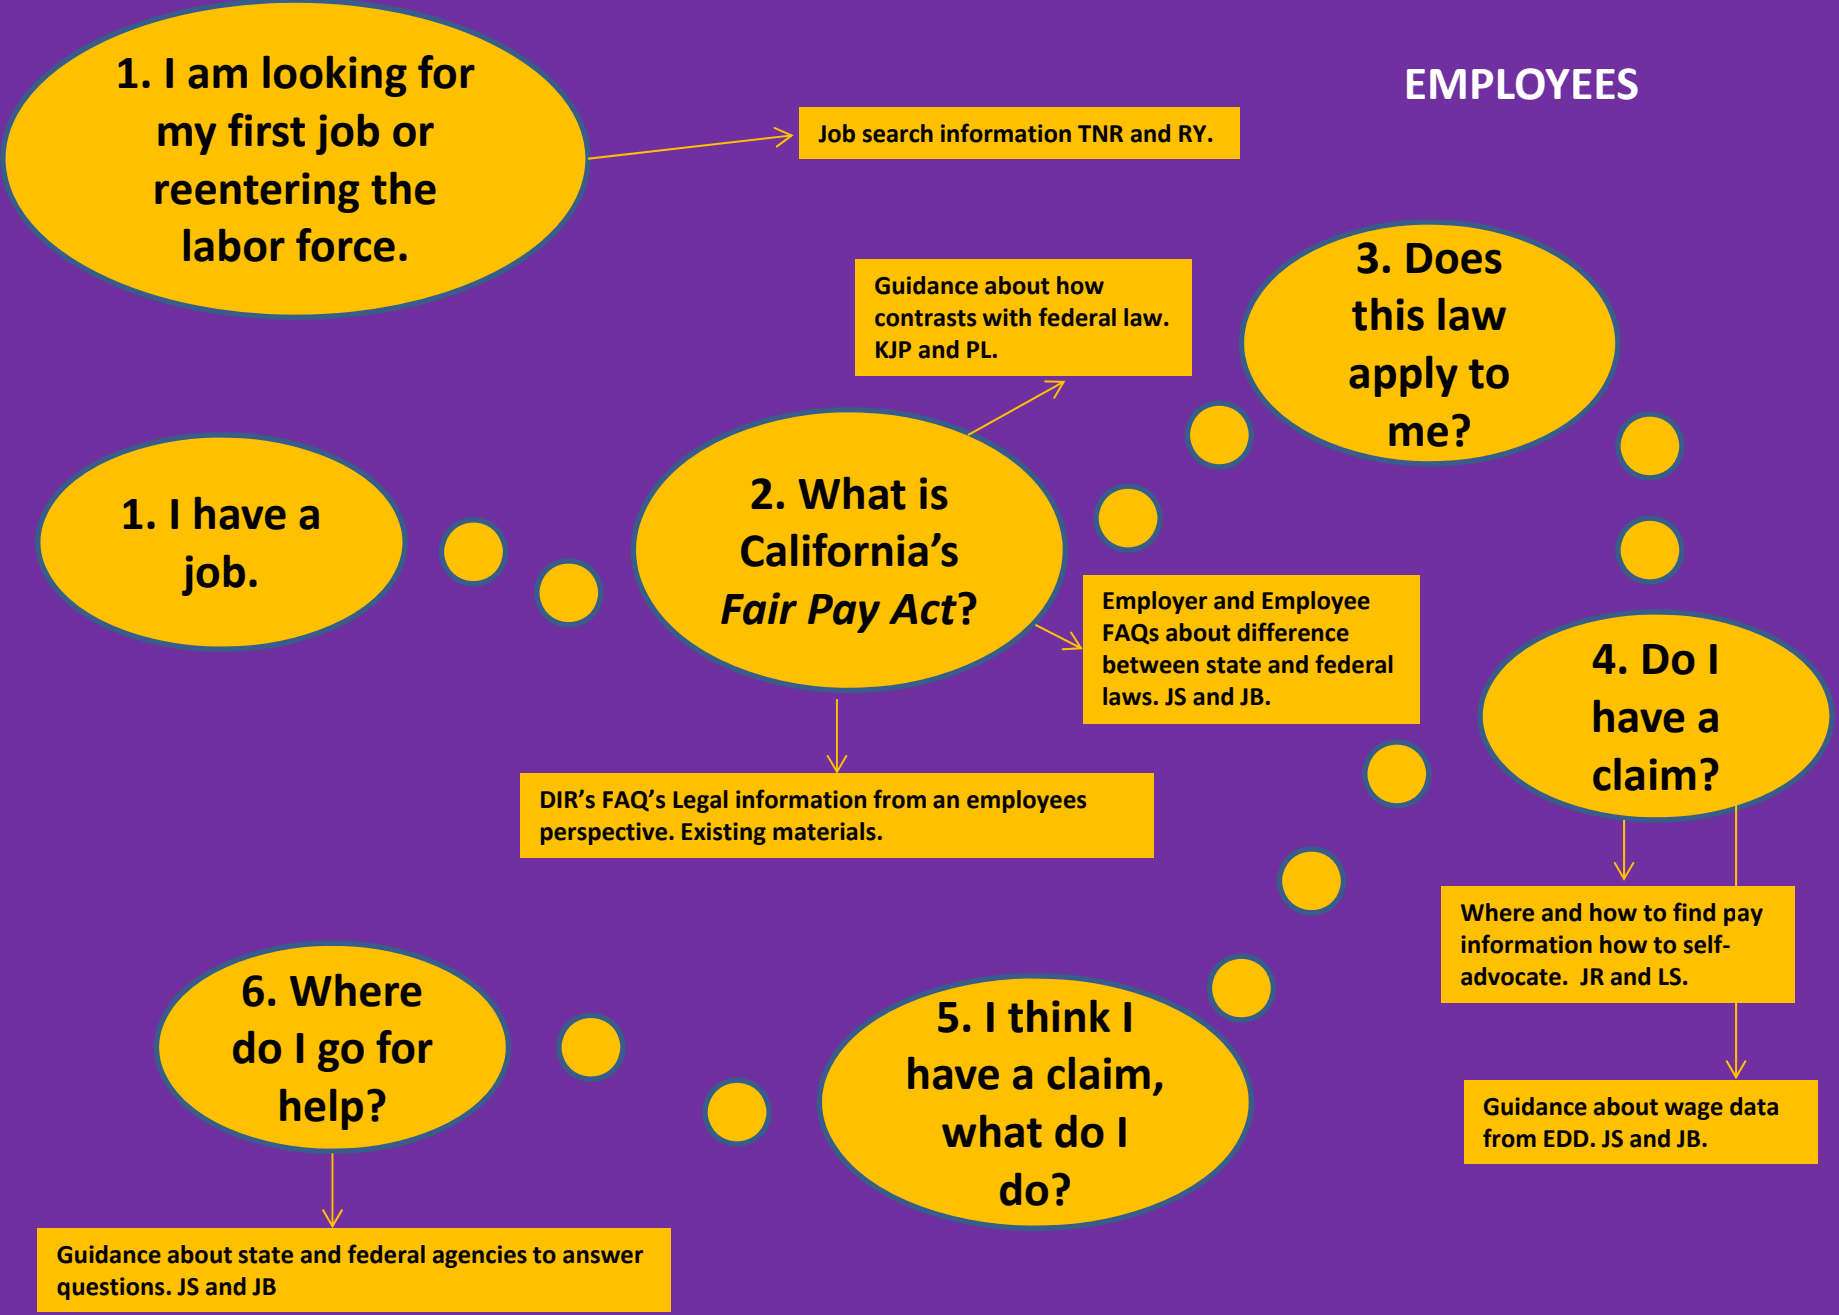 EMPLOYEES
1. I am looking for
my first job or
reentering the
labor force.
Job search information TNR and RY.
1. I have a
job.
2. What is
California’s
Fair Pay Act?
Guidance about how
contrasts with federal law.
KJP and PL.
Employer and Employee
FAQs about difference
between state and federal
laws. JS and JB.
DIR’s FAQ’s Legal information from an employees
perspective. Existing materials.
3. Does
this law
apply to
me?
4. Do I
have a
claim?
Where and how to find pay
information how to self-
advocate.  JR and LS.
Guidance about wage data
from EDD. JS and JB.
5. I think I
have a claim,
what do I
do?
6. Where
do I go for
help?
Guidance about state and federal agencies to answer
questions. JS and JB